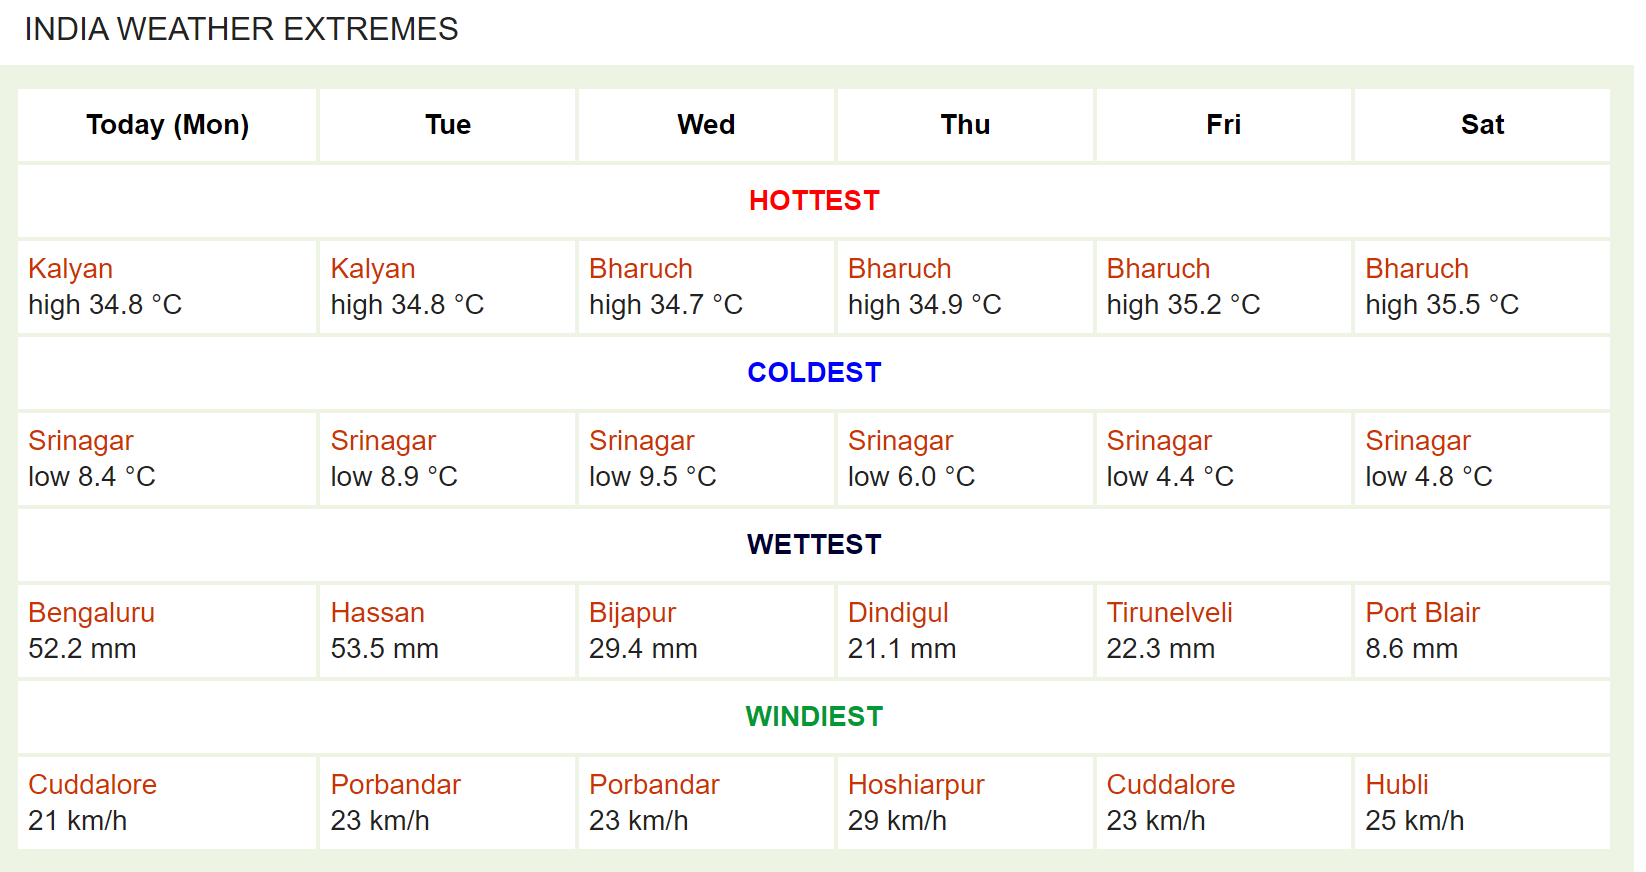 INDIA WEATHER EXTREMES
Today (Mon) Tue Wed Thu Fri Sat
HOTTEST
Kalyan Kalyan Bharuch Bharuch Bharuch Bharuch
high 34.8 °C high 34.8 °C high 34.7 °C high 34.9 °C high 35.2 °C high 35.5 °C
COLDEST
Srinagar Srinagar Srinagar Srinagar Srinagar Srinagar
low 8.4 °C low 8.9 °C low 9.5 °C low 6.0 °C low 4.4 °C low 4.8 °C
WETTEST
Bengaluru Hassan Bijapur Dindigul Tirunelveli Port Blair
52.2 mm 53.5 mm 29.4 mm 21.1 mm 22.3 mm 8.6 mm
WINDIEST
Cuddalore Porbandar Porbandar Hoshiarpur Cuddalore Hubli
21 km/h 23 km/h 23 km/h 29 km/h 23 km/h 25 km/h